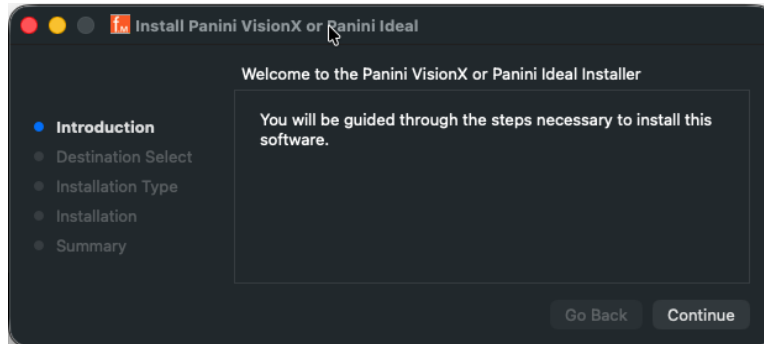 fM Install Panini VisionX or Panini Ideal
Welcome to the Panini VisionX or Panini Ideal Installer
Introduction
Destination Select
Installation Type
Installation
Summary
You will be guided through the steps necessary to install this
software.
Go Back
Continue